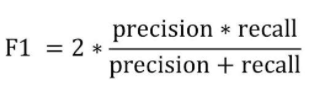 F1 = 2 * precision * recall / precision + recall